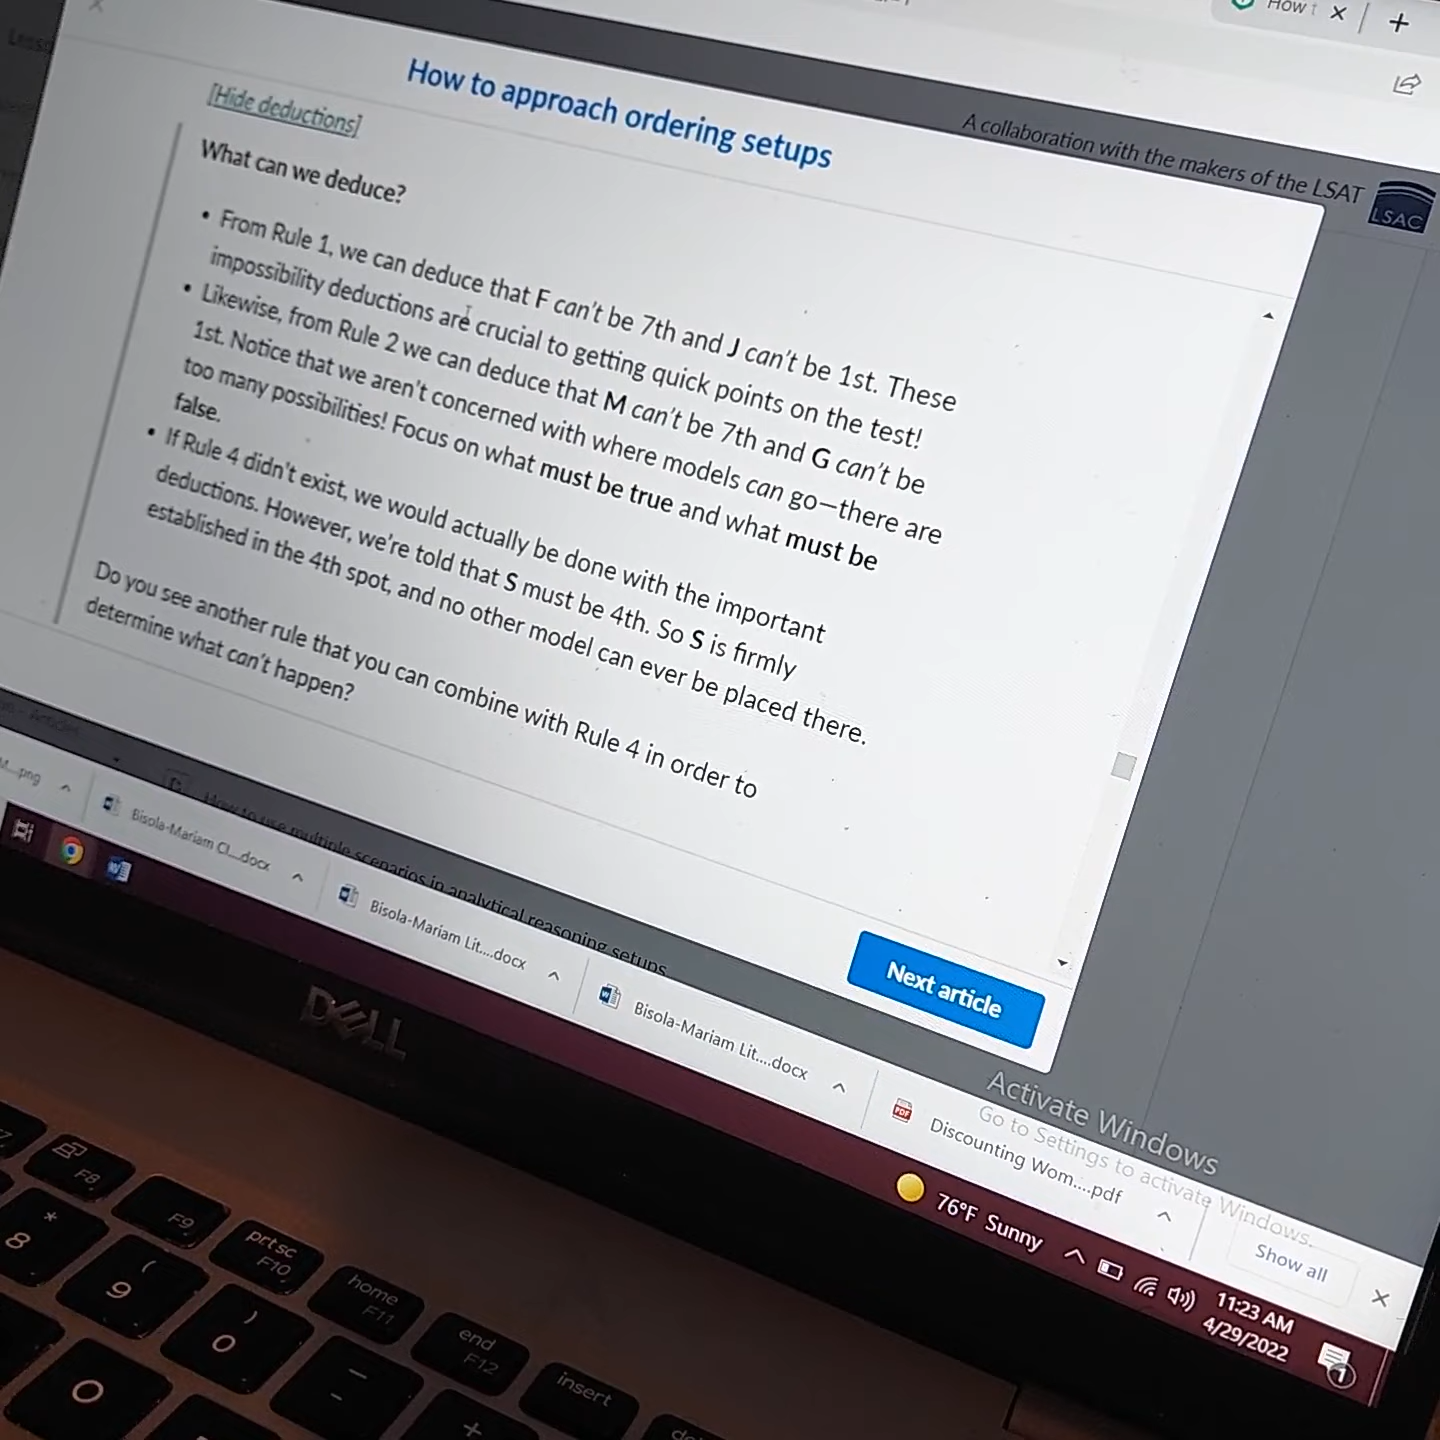 How t
A collaboration with the makers of the LSAT
LSAC
How to approach ordering setups
[Hide deductions]
What can we deduce?
• From Rule 1, we can deduce that F can't be 7th and J can't be 1st. These
impossibility deductions are crucial to getting quick points on the test!
• Likewise, from Rule 2 we can deduce that M can't be 7th and G can't be
1st. Notice that we aren't concerned with where models can go—there are
too many possibilities! Focus on what must be true and what must be
false.
• If Rule 4 didn't exist, we would actually be done with the important
deductions. However, we're told that S must be 4th. So S is firmly
established in the 4th spot, and no other model can ever be placed there.
Do you see another rule that you can combine with Rule 4 in order to
determine what can't happen?
How to use multiple scenarios in analytical reasoning setups
Next article
Activate Windows
Go to Settings to activate Windows.
M....png
Bisola-Mariam Cl....docx
Bisola-Mariam Lit....docx
Bisola-Mariam Lit....docx
Discounting Wom....pdf
Show all
76°F Sunny
11:23 AM
4/29/2022
1
DELL
F7
F8
F9
prtsc
F10
home
F11
end
F12
insert
*
8
(
9
)
0
-
O
+